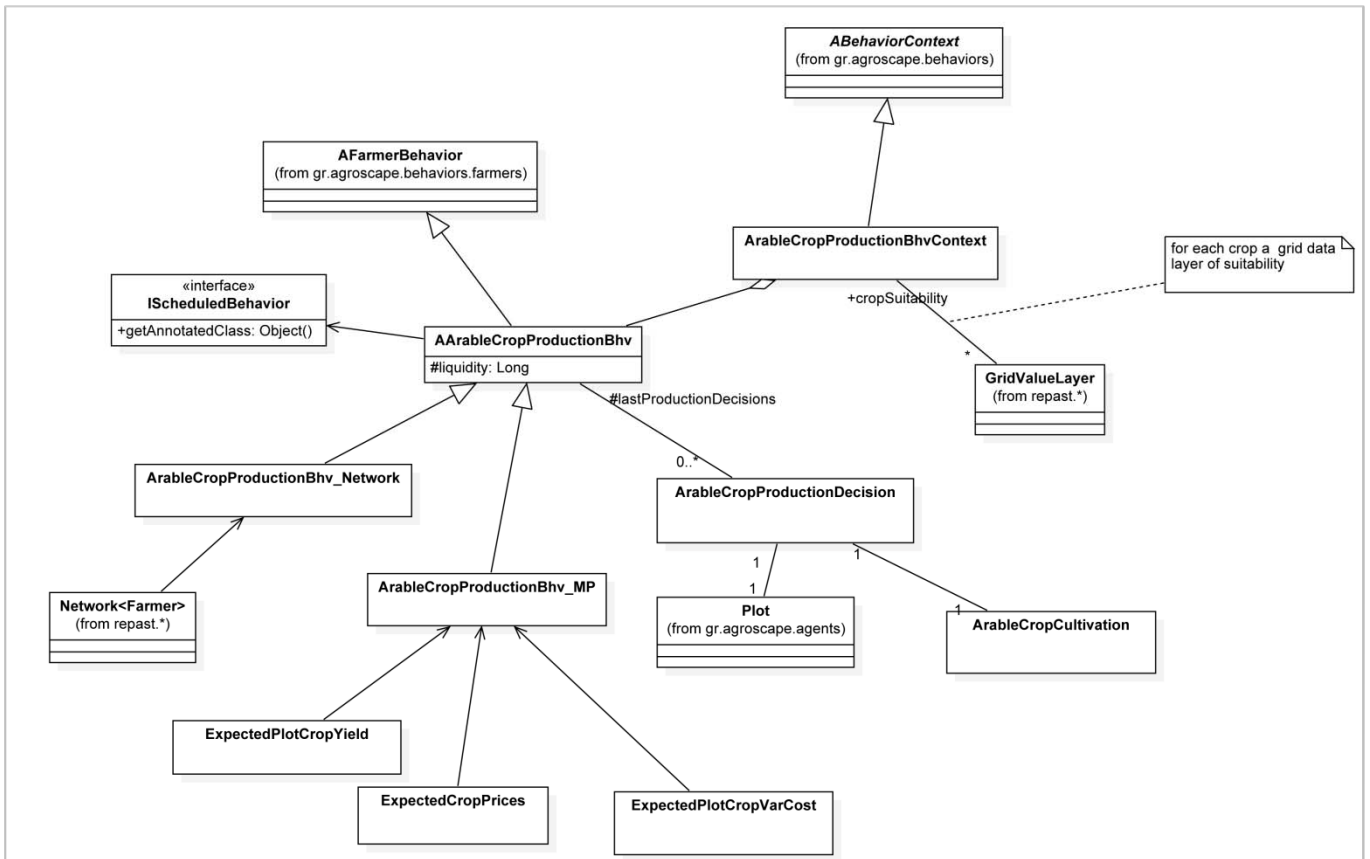 ABehaviorContext
(from gr.agroscape.behaviors)
AFarmerBehavior
(from gr.agroscape.behaviors.farmers)
ArableCropProductionBhvContext
for each crop a grid data
layer of suitability
«interface»
IScheduledBehavior
+getAnnotatedClass: Object()
+cropSuitability
AArableCropProductionBhv
#liquidity: Long
*
GridValueLayer
(from repast.*)
#lastProductionDecisions
0..*
ArableCropProductionBhv_Network
ArableCropProductionDecision
1
1
ArableCropProductionBhv_MP
1
1
Network<Farmer>
(from repast.*)
Plot
(from gr.agroscape.agents)
ArableCropCultivation
ExpectedPlotCropYield
ExpectedCropPrices
ExpectedPlotCropVarCost